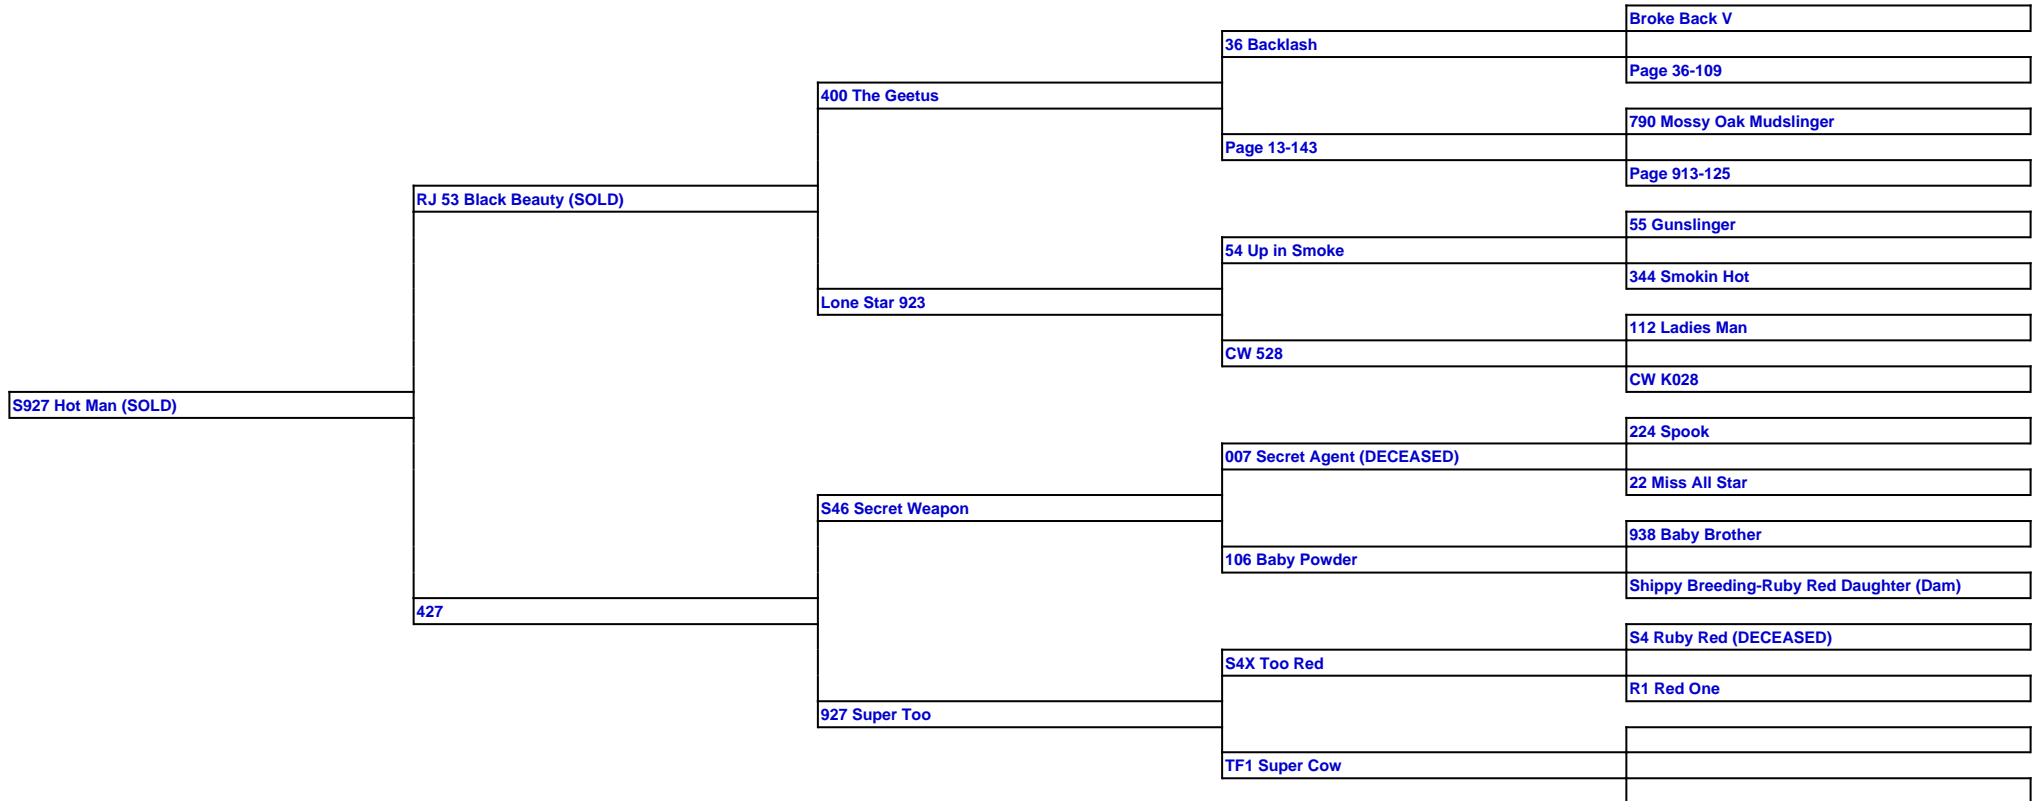 Broke Back V
36 Backlash
Page 36-109
400 The Geetus
790 Mossy Oak Mudslinger
Page 13-143
Page 913-125
RJ 53 Black Beauty (SOLD)
55 Gunslinger
54 Up in Smoke
344 Smokin Hot
Lone Star 923
112 Ladies Man
CW 528
CW K028
S927 Hot Man (SOLD)
224 Spook
007 Secret Agent (DECEASED)
22 Miss All Star
S46 Secret Weapon
938 Baby Brother
106 Baby Powder
Shippy Breeding-Ruby Red Daughter (Dam)
427
S4 Ruby Red (DECEASED)
S4X Too Red
R1 Red One
927 Super Too
TF1 Super Cow